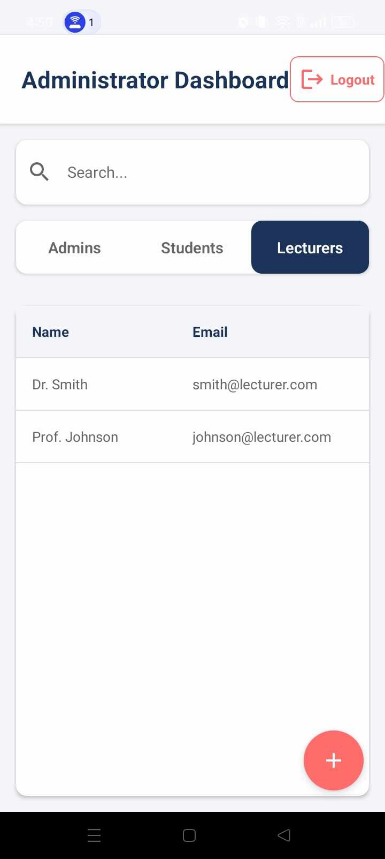 1
Administrator Dashboard
Logout
Search...
Admins Students Lecturers
Name Email
Dr. Smith smith@lecturer.com
Prof. Johnson johnson@lecturer.com
+